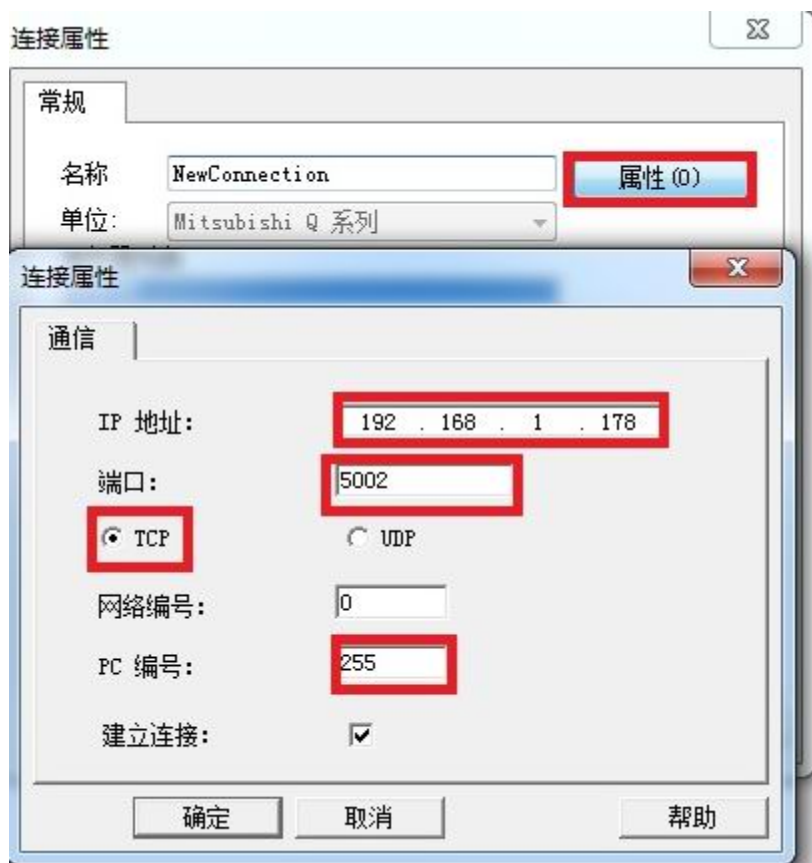 连接属性
常规
名称 NewConnection 属性(O)
单位: Mitsubishi Q 系列
连接属性
通信
IP 地址: 192 . 168 . 1 . 178
端口: 5002
TCP UDP
网络编号: 0
PC 编号: 255
建立连接:
确定 取消 帮助